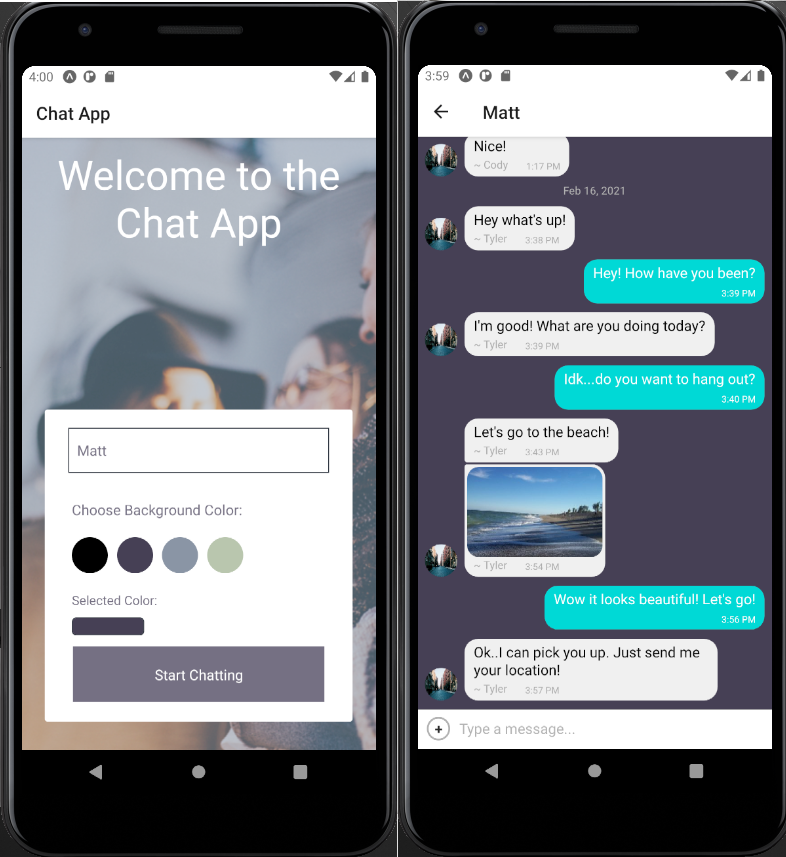 4:00
Chat App
Welcome to the
Chat App
Matt
Choose Background Color:
Selected Color:
Start Chatting
3:59
Matt
Nice!
~ Cody 1:17 PM
Feb 16, 2021
Hey what's up!
~ Tyler 3:38 PM
Hey! How have you been?
3:39 PM
I'm good! What are you doing today?
~ Tyler 3:39 PM
Idk...do you want to hang out?
3:40 PM
Let's go to the beach!
~ Tyler 3:43 PM
~ Tyler 3:54 PM
Wow it looks beautiful! Let's go!
3:56 PM
Ok..I can pick you up. Just send me
your location!
~ Tyler 3:57 PM
Type a message...